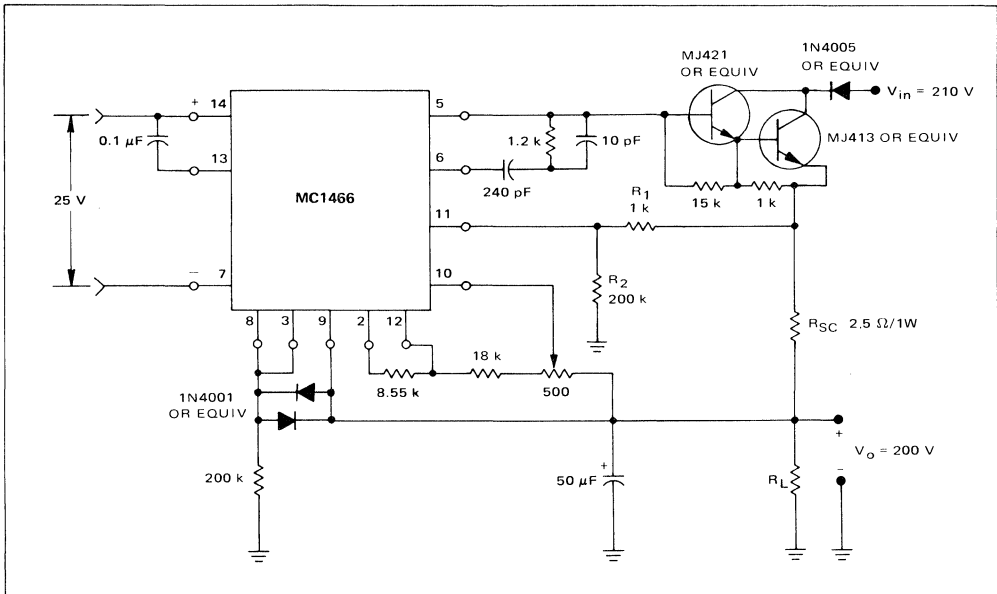 MJ421
OR EQUIV
1N4005
OR EQUIV
V_in = 210 V
+ 14
5
0.1 μF
1.2 k
10 pF
MJ413 OR EQUIV
13
6
240 pF
MC1466
25 V
15 k
1 k
R_1
1 k
11
− 7
10
R_2
200 k
R_SC 2.5 Ω/1W
8 3 9 2 12
18 k
8.55 k
500
1N4001
OR EQUIV
+
V_o = 200 V
−
200 k
+
50 μF
R_L